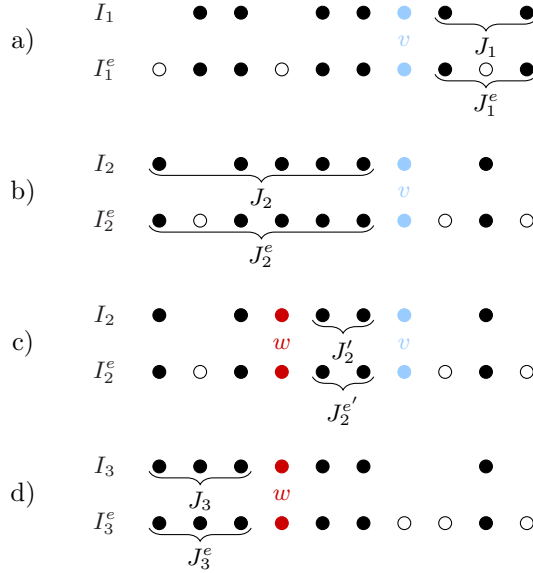 I₁
a) v J₁
I₁ᵉ
J₁ᵉ
I₂
b) J₂ v
I₂ᵉ
J₂ᵉ
I₂
c) w J₂′ v
I₂ᵉ
J₂ᵉ′
I₃
d) J₃ w
I₃ᵉ
J₃ᵉ